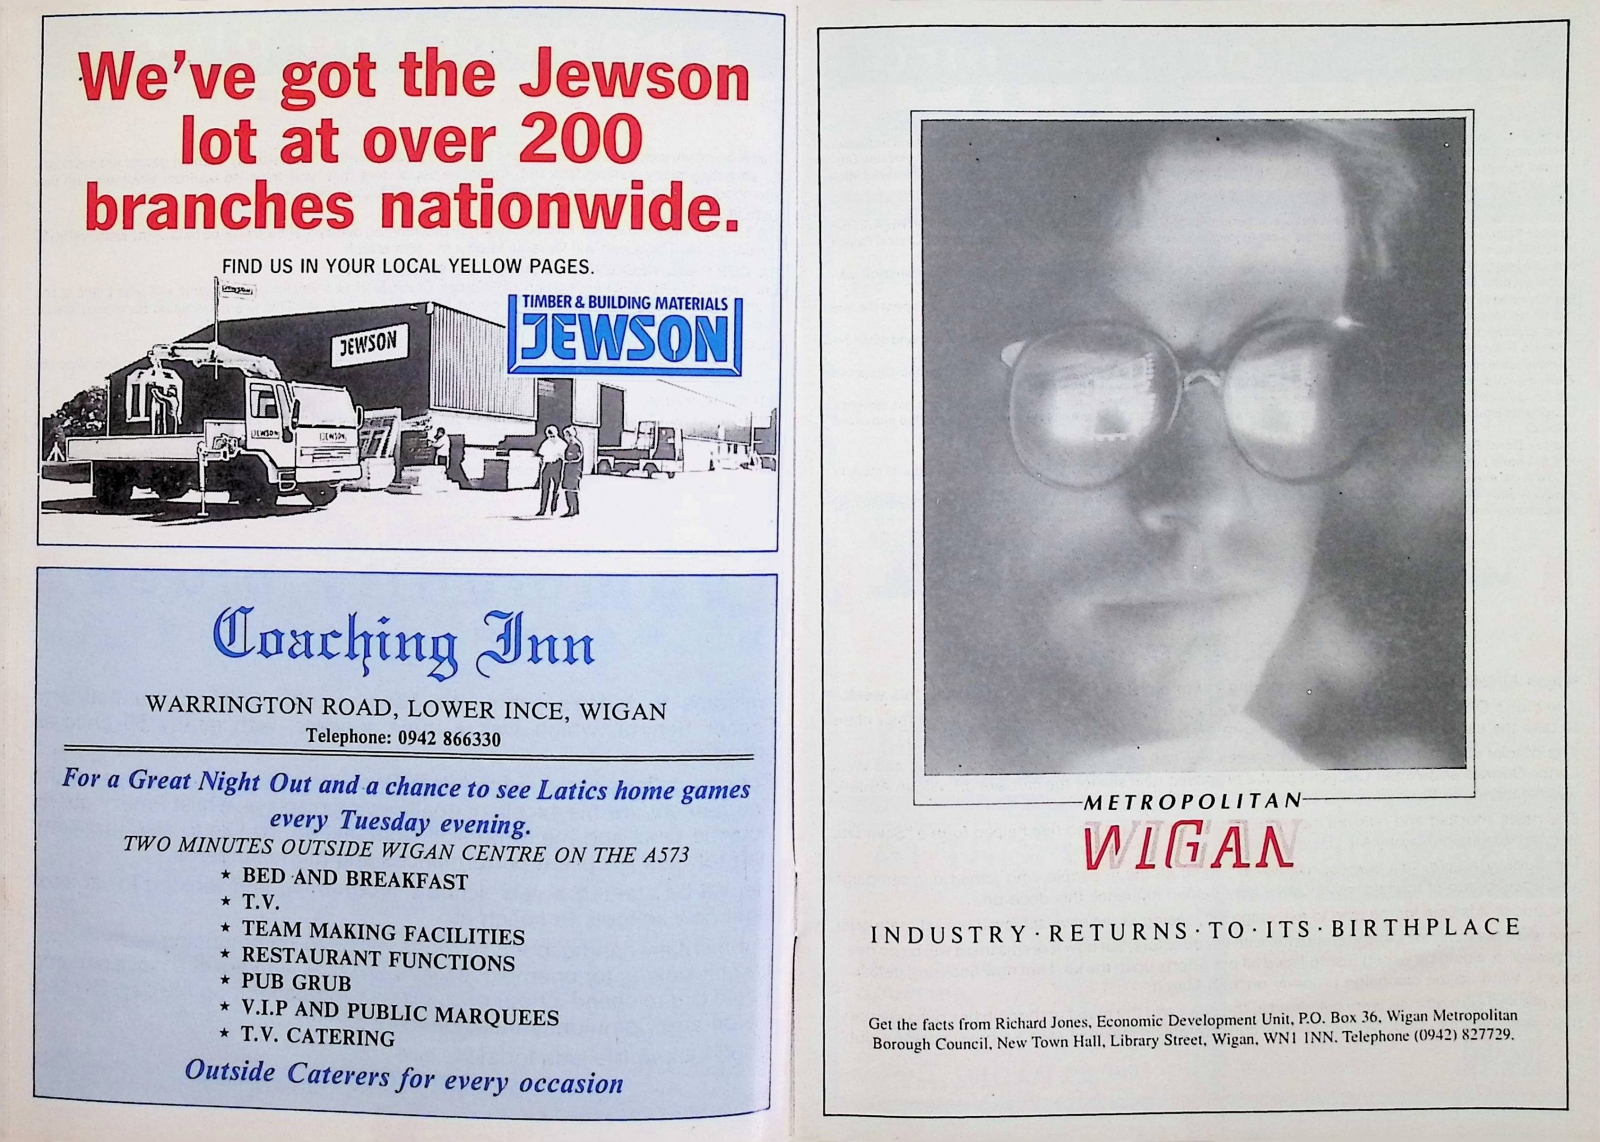 We've got the Jewson
lot at over 200
branches nationwide.
FIND US IN YOUR LOCAL YELLOW PAGES.
TIMBER & BUILDING MATERIALS
JEWSON
JEWSON
JEWSON
JEWSON
JEWSON
Coaching Inn
WARRINGTON ROAD, LOWER INCE, WIGAN
Telephone: 0942 866330
For a Great Night Out and a chance to see Latics home games
every Tuesday evening.
TWO MINUTES OUTSIDE WIGAN CENTRE ON THE A573
★ BED AND BREAKFAST
★ T.V.
★ TEAM MAKING FACILITIES
★ RESTAURANT FUNCTIONS
★ PUB GRUB
★ V.I.P AND PUBLIC MARQUEES
★ T.V. CATERING
Outside Caterers for every occasion
METROPOLITAN
WIGAN
INDUSTRY · RETURNS · TO · ITS · BIRTHPLACE
Get the facts from Richard Jones, Economic Development Unit, P.O. Box 36, Wigan Metropolitan
Borough Council, New Town Hall, Library Street, Wigan, WN1 1NN. Telephone (0942) 827729.